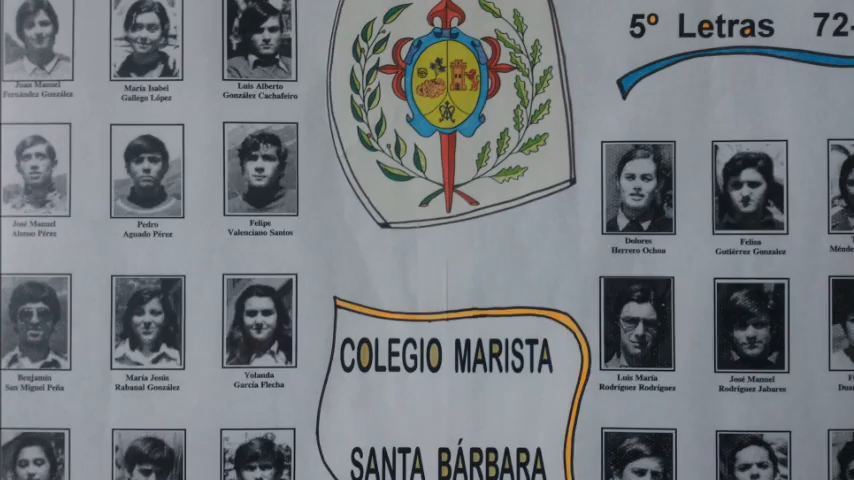 5º Letras 72-
Juan Manuel
Fernández González
María Isabel
Gallego López
Luis Alberto
González Cachafeiro
José Manuel
Alonso Pérez
Pedro
Aguado Pérez
Felipe
Valenciano Santos
Dolores
Herrero Ochoa
Felisa
Gutiérrez Gonzalez
Ménde
Benjamín
San Miguel Peña
María Jesús
Rabanal González
Yolanda
García Flecha
COLEGIO MARISTA
SANTA BÁRBARA
Luis María
Rodríguez Rodríguez
José Manuel
Rodríguez Jabares